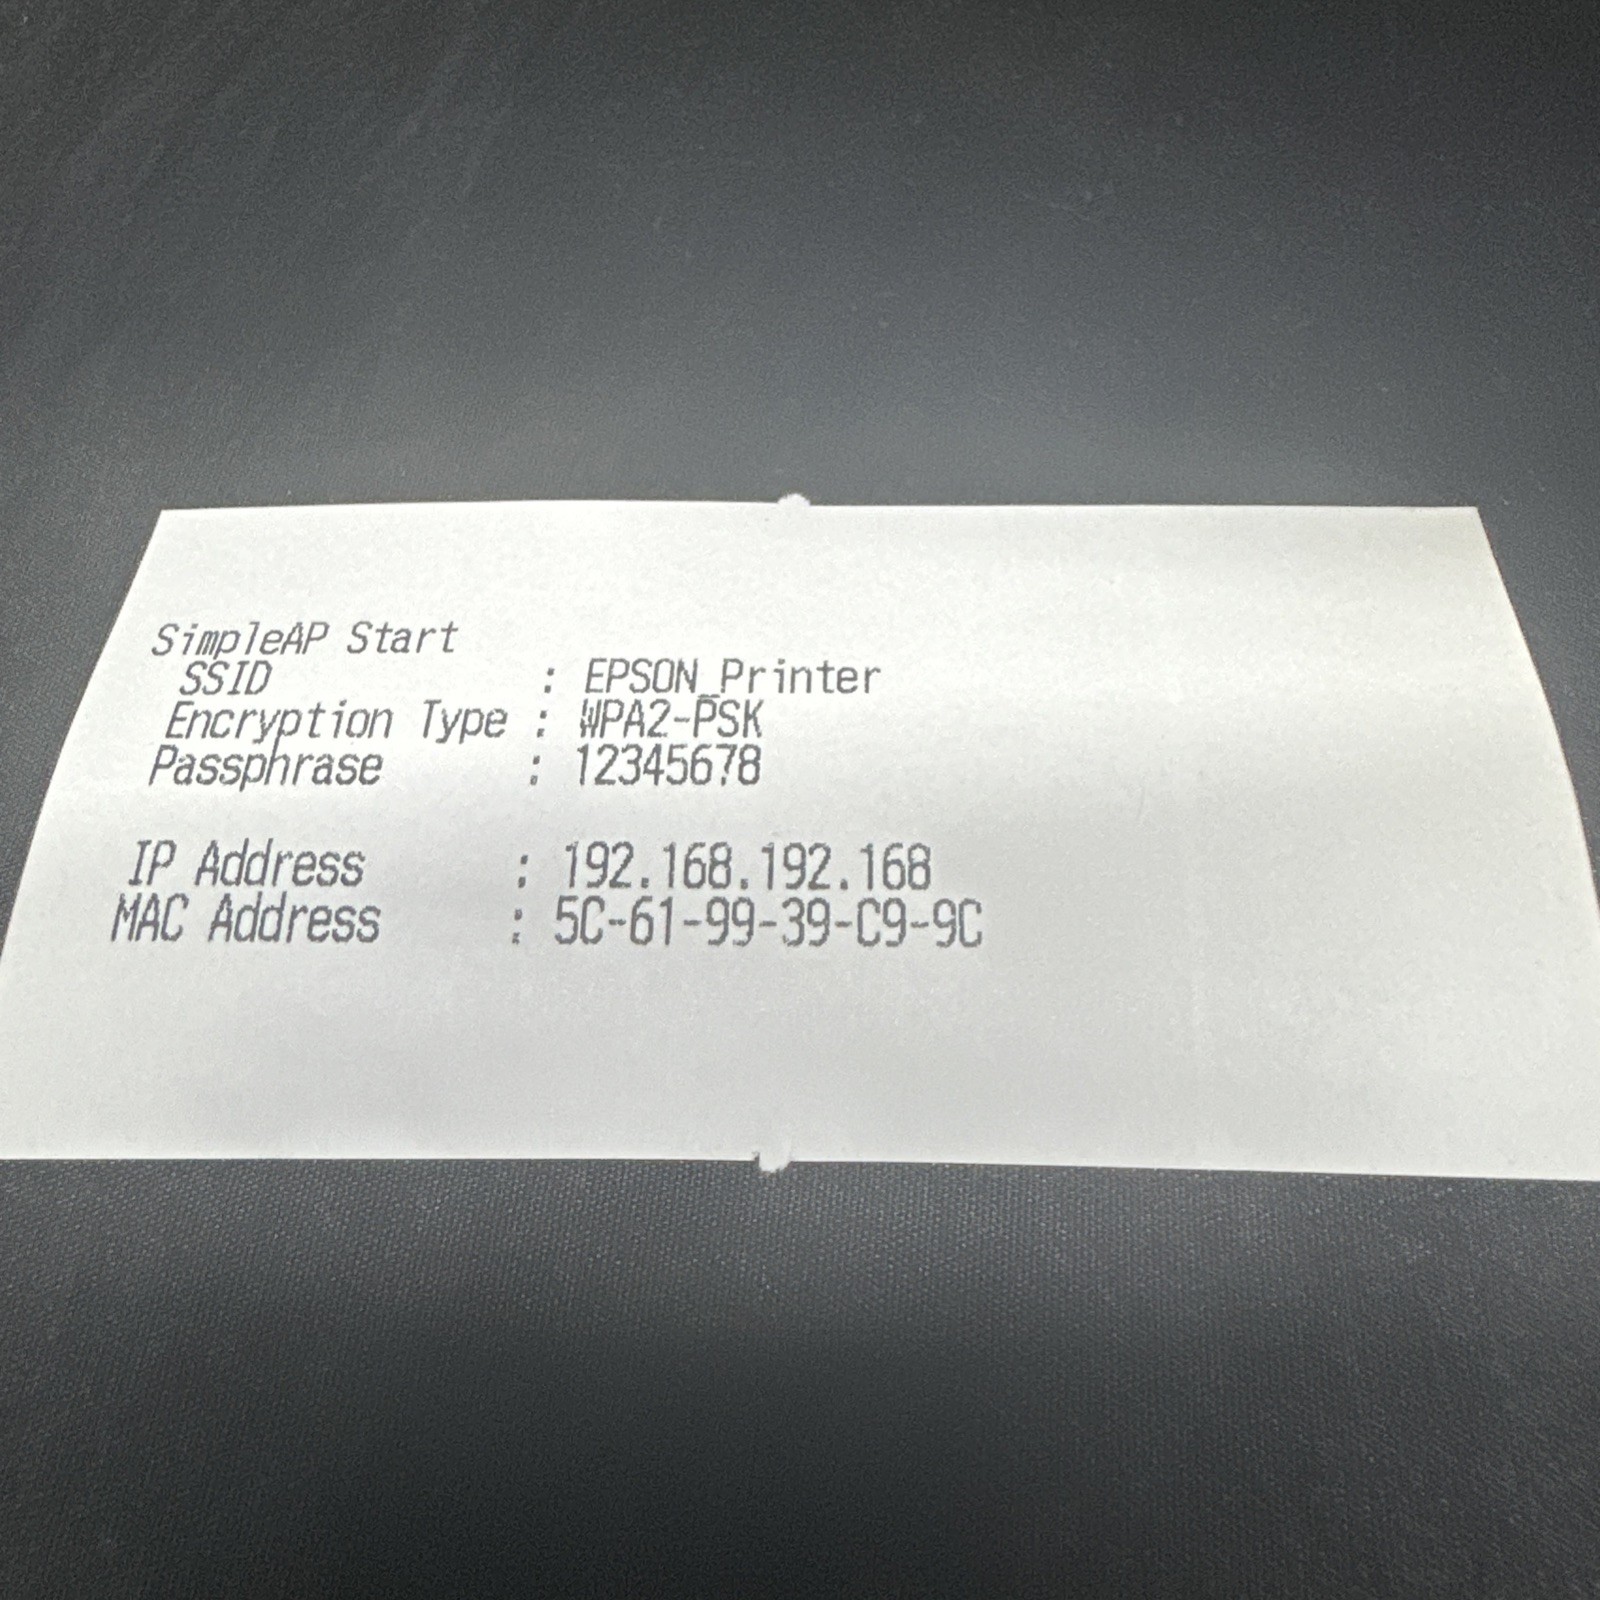 SimpleAP Start
SSID : EPSON_Printer
Encryption Type : WPA2-PSK
Passphrase : 12345678
IP Address : 192.168.192.168
MAC Address : 5C-61-99-39-C9-9C